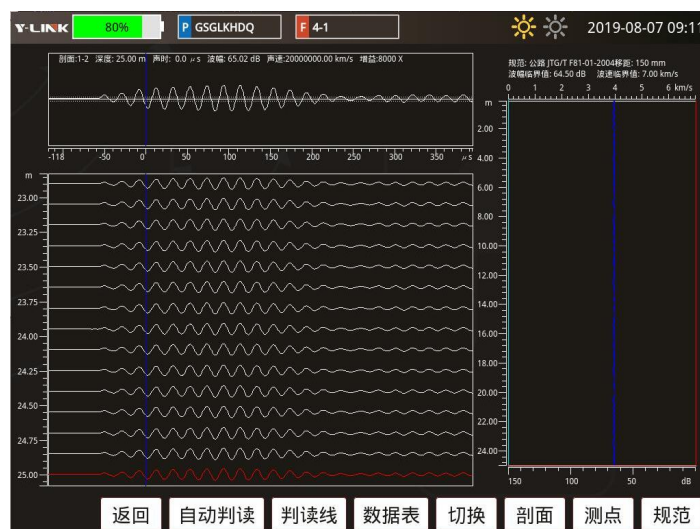 Y-LINK 80% P GSGLKHDQ F 4-1 2019-08-07 09:11
剖面:1-2 深度: 25.00 m 声时: 0.0 μs 波幅: 65.02 dB 声速:20000000.00 km/s 增益:8000 X
规范: 公路 JTG/T F81-01-2004移距: 150 mm
波幅临界值: 64.50 dB 波速临界值: 7.00 km/s
0 1 2 3 4 5 6 km/s
m
2.00
-118 -50 0 50 100 150 200 250 300 350 μs
4.00
m
6.00
23.00
8.00
23.25
10.00
23.50
12.00
23.75
14.00
24.00
16.00
24.25
18.00
20.00
24.50
22.00
24.75
24.00
25.00
150 100 50 dB
返回 自动判读 判读线 数据表 切换 剖面 测点 规范